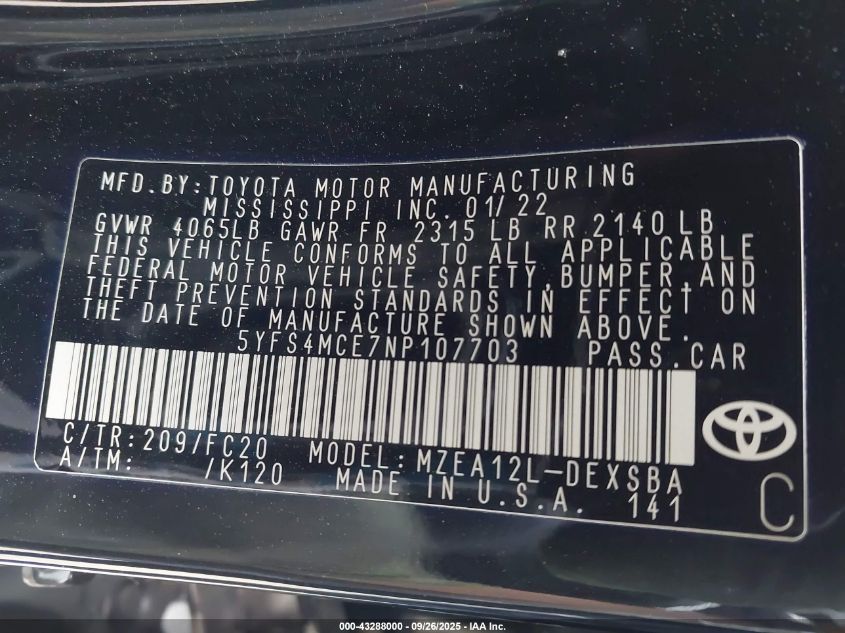 MFD.BY:TOYOTA MOTOR MANUFACTURING
MISSISSIPPI INC. 01/22
GVWR 4065LB GAWR FR 2315 LB RR 2140LB
THIS VEHICLE CONFORMS TO ALL APPLICABLE
FEDERAL MOTOR VEHICLE SAFETY,BUMPER,AND
THEFT PREVENTION STANDARDS IN EFFECT ON
THE DATE OF MANUFACTURE SHOWN ABOVE.
5YFS4MCE7NP107703 PASS.CAR
C/TR:209/FC20 MODEL:MZEA12L-DEXSBA
A/TM: /K120 MADE IN U.S.A. 141
C
000-43288000 - 09/26/2025 - IAA Inc.